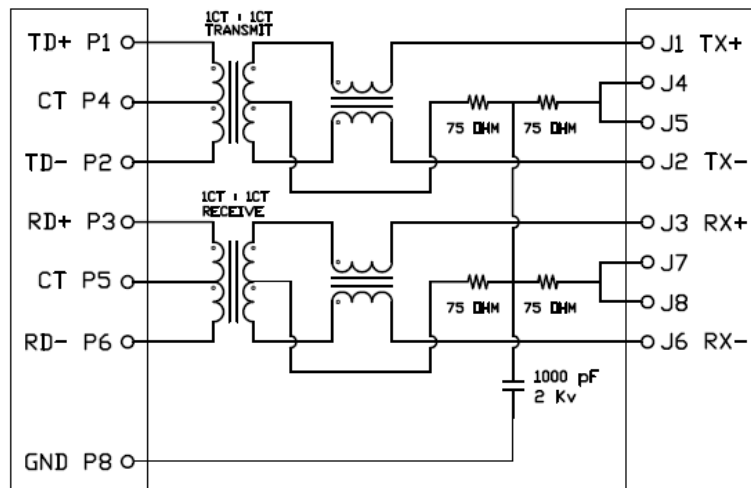 1CT : 1CT
TRANSMIT
TD+ P1
J1 TX+
J4
CT P4
75 OHM
75 OHM
J5
TD- P2
J2 TX-
1CT : 1CT
RECEIVE
RD+ P3
J3 RX+
J7
CT P5
75 OHM
75 OHM
J8
RD- P6
J6 RX-
1000 pF
2 Kv
GND P8